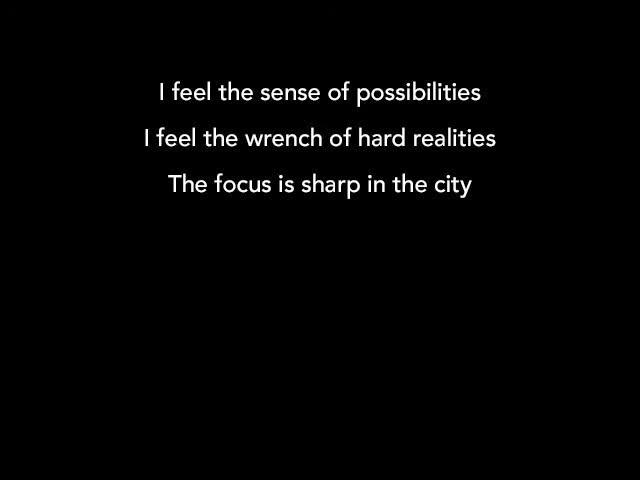 I feel the sense of possibilities
I feel the wrench of hard realities
The focus is sharp in the city